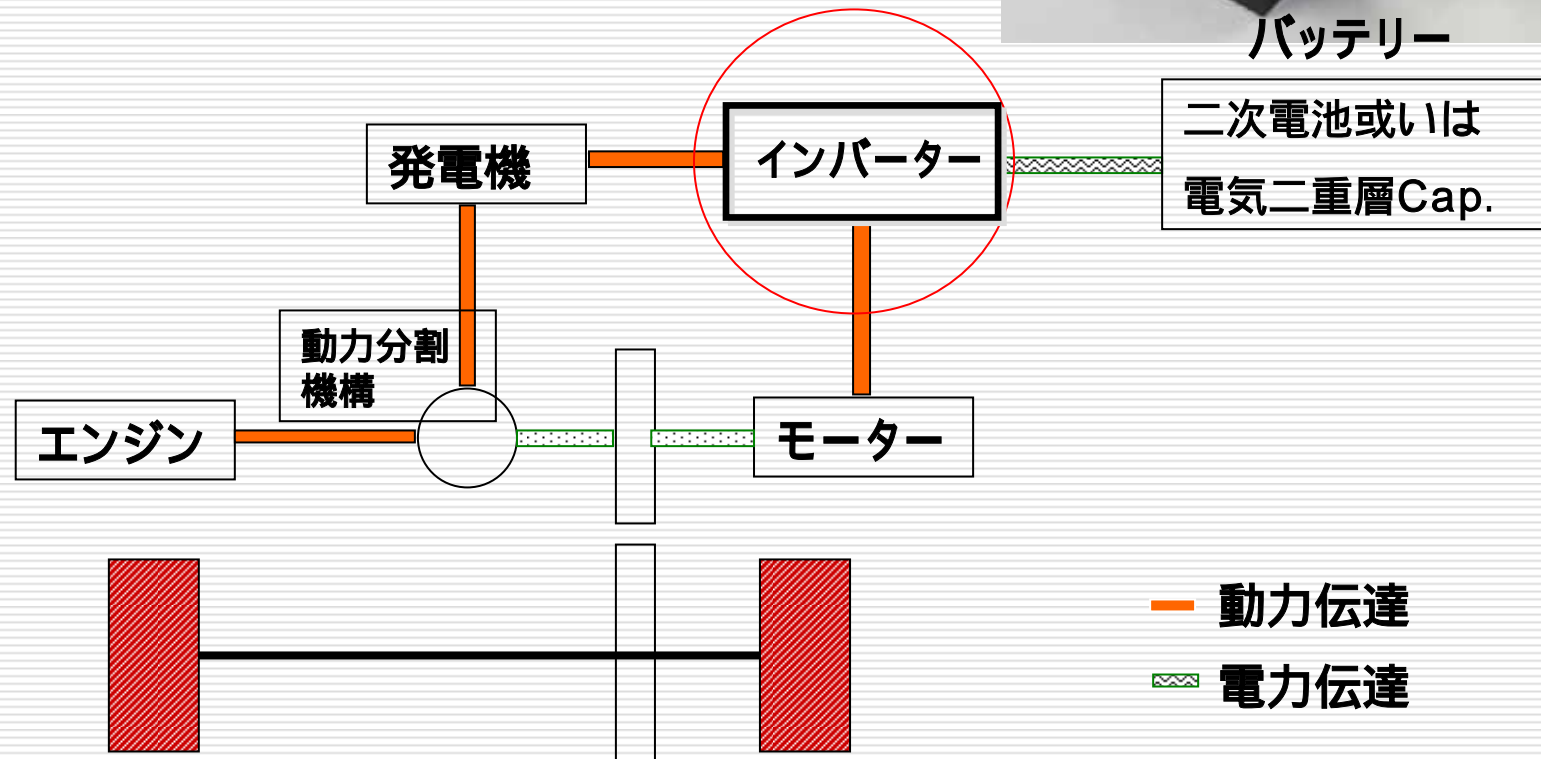 バッテリー
二次電池或いは
電気二重層Cap.
インバーター
発電機
動力分割
機構
エンジン
モーター
動力伝達
電力伝達